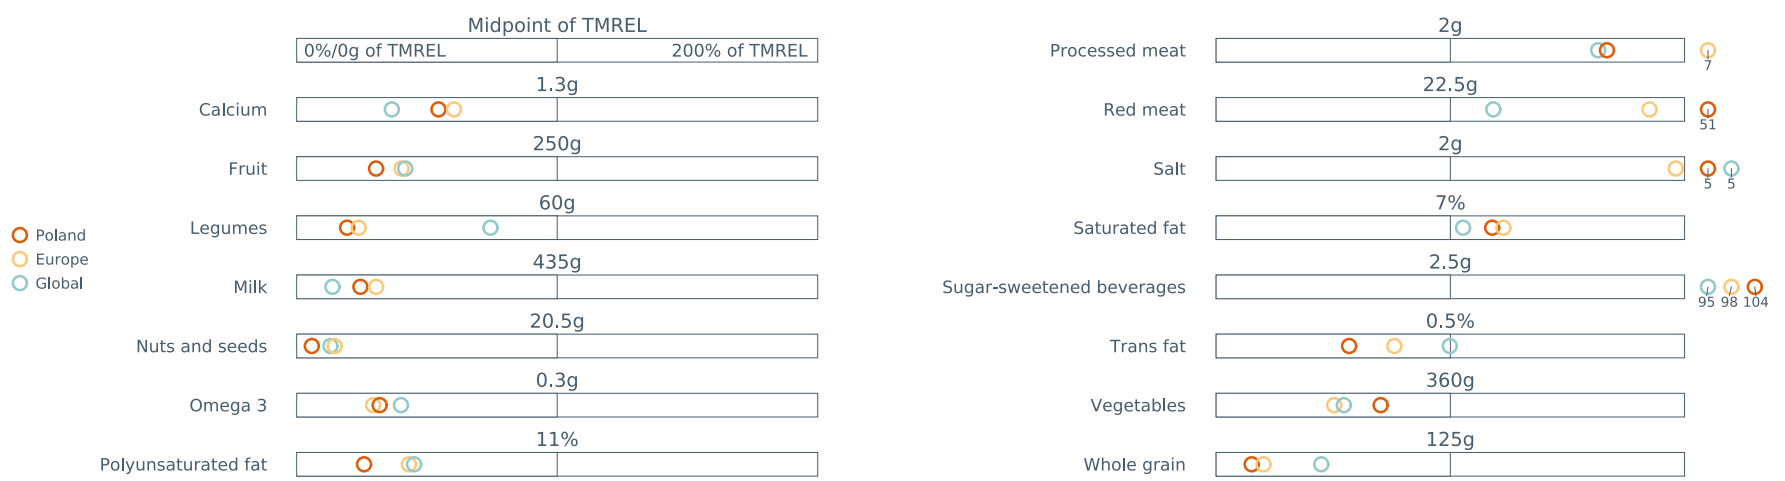 Midpoint of TMREL
0%/0g of TMREL 200% of TMREL
1.3g
Calcium
250g
Fruit
60g
Legumes
435g
Milk
20.5g
Nuts and seeds
0.3g
Omega 3
11%
Polyunsaturated fat
Poland
Europe
Global
2g
Processed meat
7
22.5g
Red meat
51
2g
Salt
5 5
7%
Saturated fat
2.5g
Sugar-sweetened beverages
95 98 104
0.5%
Trans fat
360g
Vegetables
125g
Whole grain